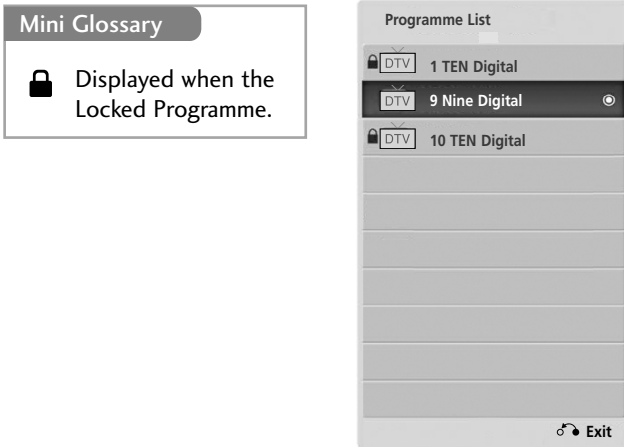 Mini Glossary
Displayed when the
Locked Programme.
Programme List
DTV 1 TEN Digital
DTV 9 Nine Digital
DTV 10 TEN Digital
Exit